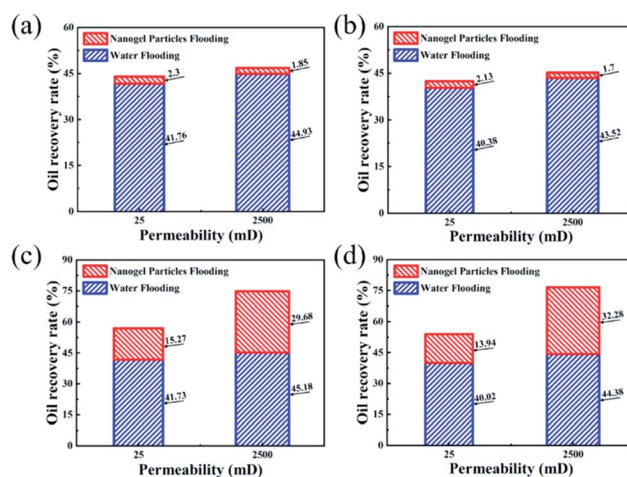 (a)
Oil recovery rate (%)
60
45
30
15
0
Nanogel Particles Flooding
Water Flooding
2.3
41.76
1.85
44.93
25
2500
Permeability (mD)
(b)
Oil recovery rate (%)
60
45
30
15
0
Nanogel Particles Flooding
Water Flooding
2.13
40.38
1.7
43.52
25
2500
Permeability (mD)
(c)
Oil recovery rate (%)
90
75
60
45
30
15
0
Nanogel Particles Flooding
Water Flooding
15.27
41.73
29.68
45.18
25
2500
Permeability (mD)
(d)
Oil recovery rate (%)
90
75
60
45
30
15
0
Nanogel Particles Flooding
Water Flooding
13.94
40.02
32.28
44.38
25
2500
Permeability (mD)